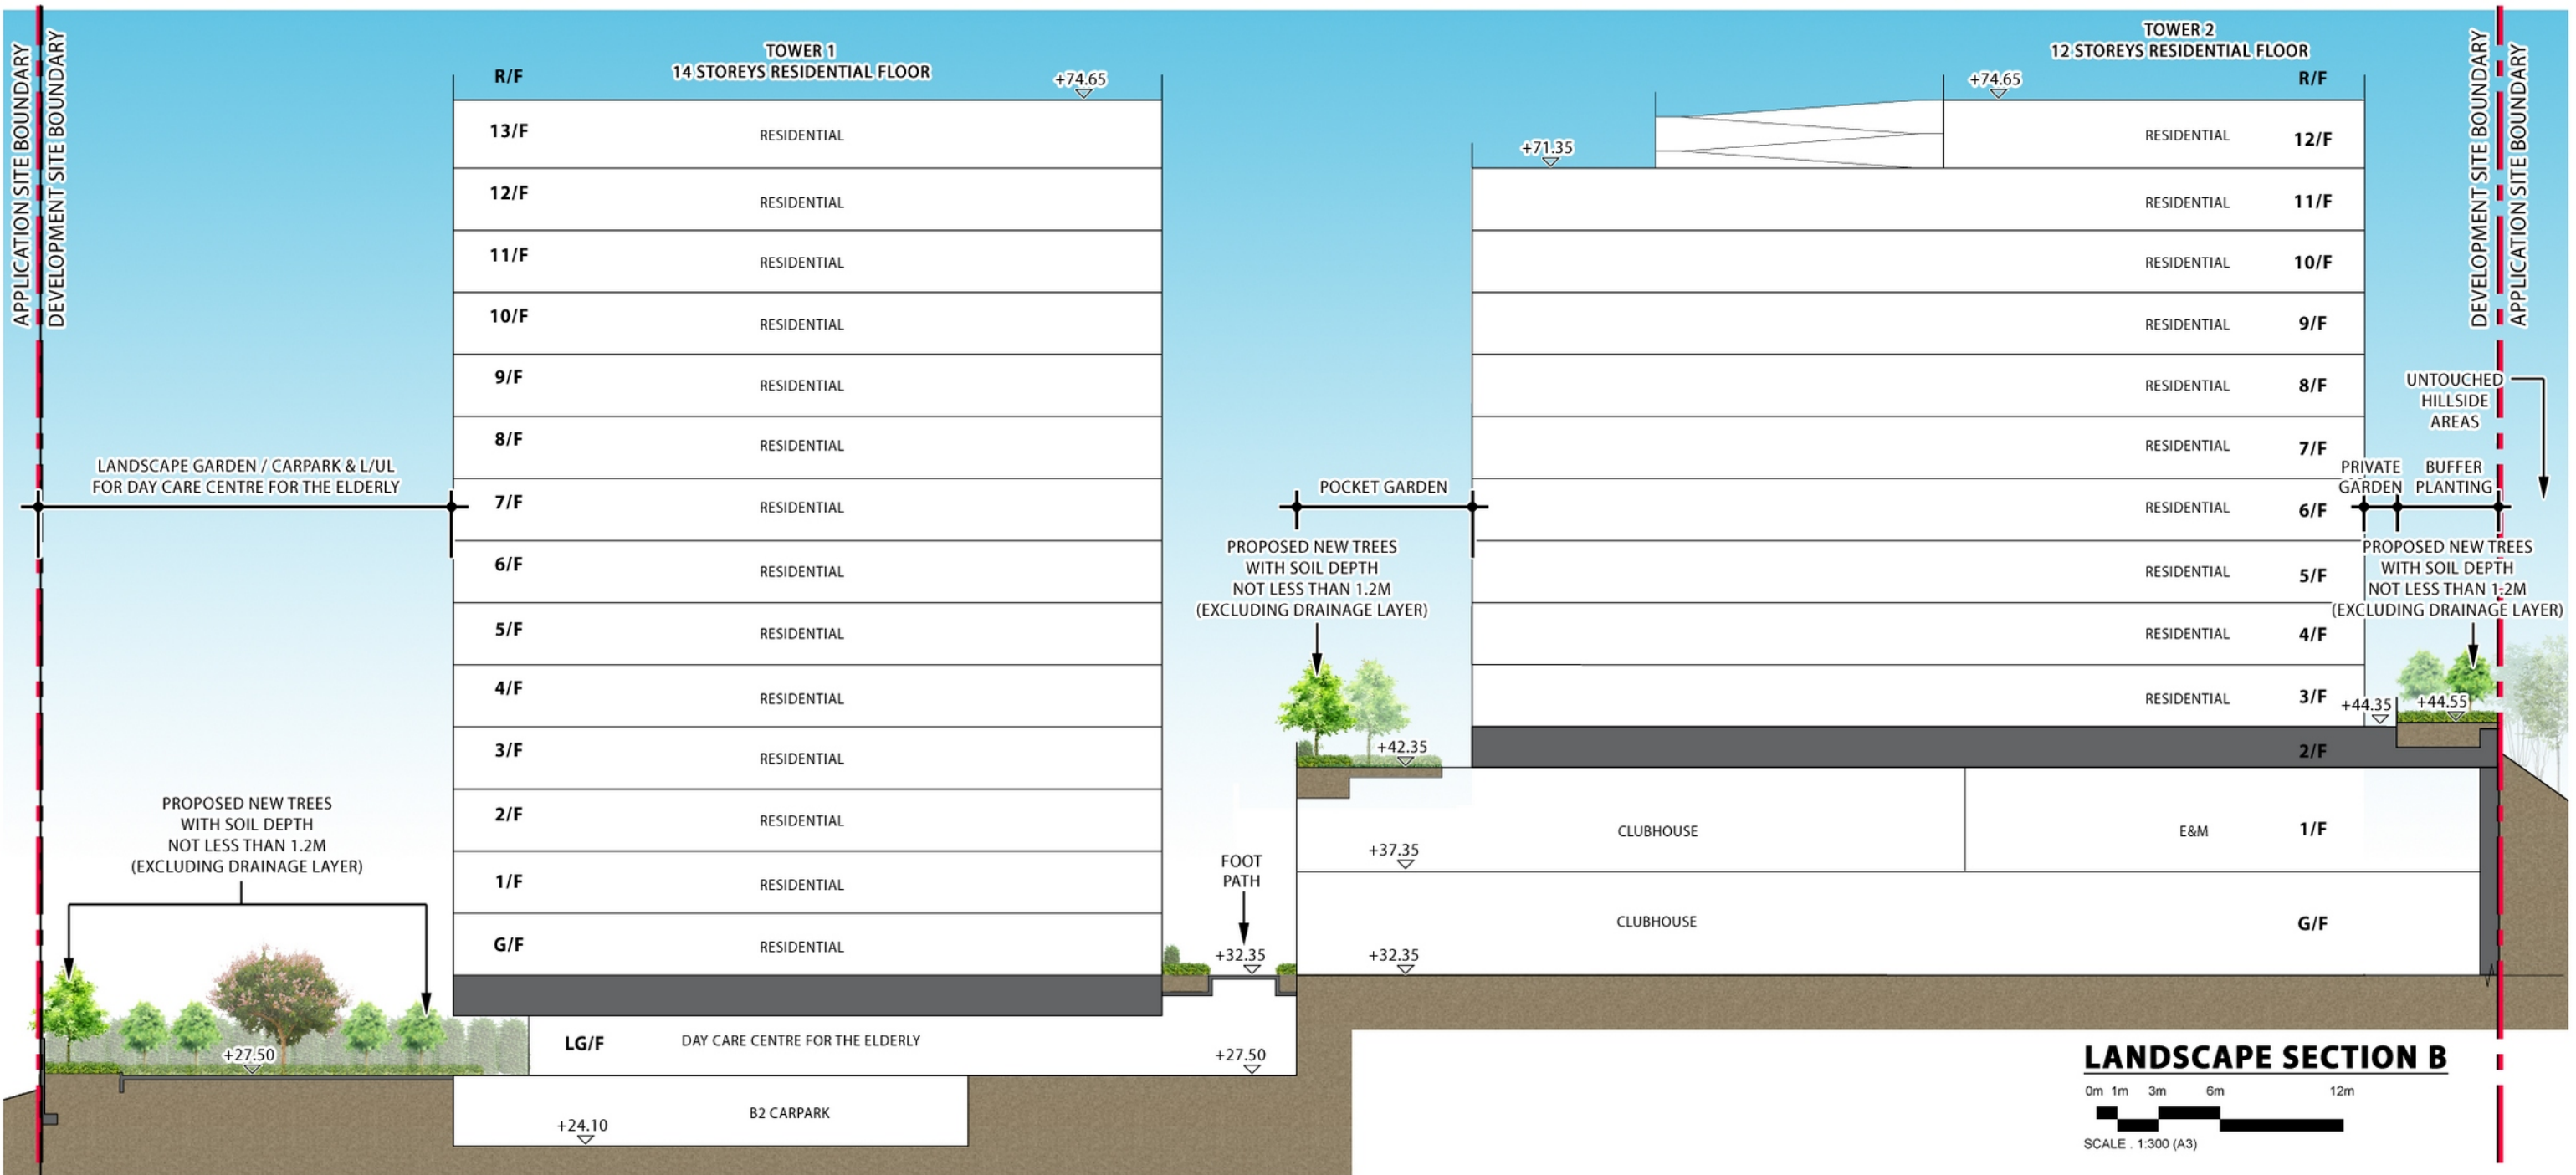 APPLICATION SITE BOUNDARY
DEVELOPMENT SITE BOUNDARY
TOWER 1
14 STOREYS RESIDENTIAL FLOOR
R/F
+74.65
13/F RESIDENTIAL
12/F RESIDENTIAL
11/F RESIDENTIAL
10/F RESIDENTIAL
9/F RESIDENTIAL
8/F RESIDENTIAL
7/F RESIDENTIAL
6/F RESIDENTIAL
5/F RESIDENTIAL
4/F RESIDENTIAL
3/F RESIDENTIAL
2/F RESIDENTIAL
1/F RESIDENTIAL
G/F RESIDENTIAL
LG/F DAY CARE CENTRE FOR THE ELDERLY
+27.50
B2 CARPARK
+24.10
LANDSCAPE GARDEN / CARPARK & L/UL
FOR DAY CARE CENTRE FOR THE ELDERLY
PROPOSED NEW TREES
WITH SOIL DEPTH
NOT LESS THAN 1.2M
(EXCLUDING DRAINAGE LAYER)
+27.50
FOOT
PATH
+32.35
POCKET GARDEN
PROPOSED NEW TREES
WITH SOIL DEPTH
NOT LESS THAN 1.2M
(EXCLUDING DRAINAGE LAYER)
+42.35
TOWER 2
12 STOREYS RESIDENTIAL FLOOR
R/F
+74.65
+71.35
RESIDENTIAL 12/F
RESIDENTIAL 11/F
RESIDENTIAL 10/F
RESIDENTIAL 9/F
RESIDENTIAL 8/F
RESIDENTIAL 7/F
RESIDENTIAL 6/F
RESIDENTIAL 5/F
RESIDENTIAL 4/F
RESIDENTIAL 3/F
2/F
CLUBHOUSE E&M 1/F
+37.35
CLUBHOUSE G/F
+32.35
DEVELOPMENT SITE BOUNDARY
APPLICATION SITE BOUNDARY
UNTOUCHED
HILLSIDE
AREAS
PRIVATE
GARDEN
BUFFER
PLANTING
PROPOSED NEW TREES
WITH SOIL DEPTH
NOT LESS THAN 1.2M
(EXCLUDING DRAINAGE LAYER)
+44.35
+44.55
LANDSCAPE SECTION B
0m 1m 3m 6m 12m
SCALE . 1:300 (A3)